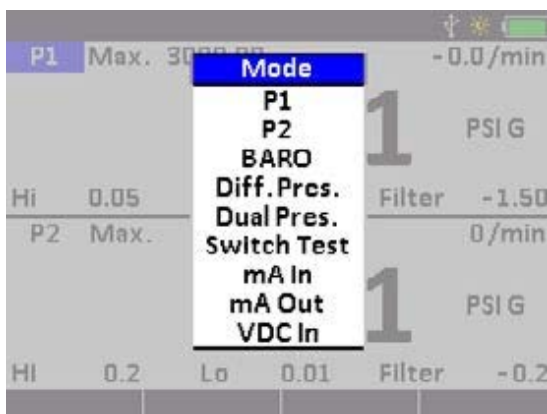 P1 Max. -0.0/min
Mode
P1
P2
BARO
Diff.Pres.
Dual Pres.
Switch Test
mA In
mA Out
VDC In
1 PSI G
Hi 0.05 Filter -1.50
P2 Max. 0/min
1 PSI G
HI 0.2 Lo 0.01 Filter -0.2